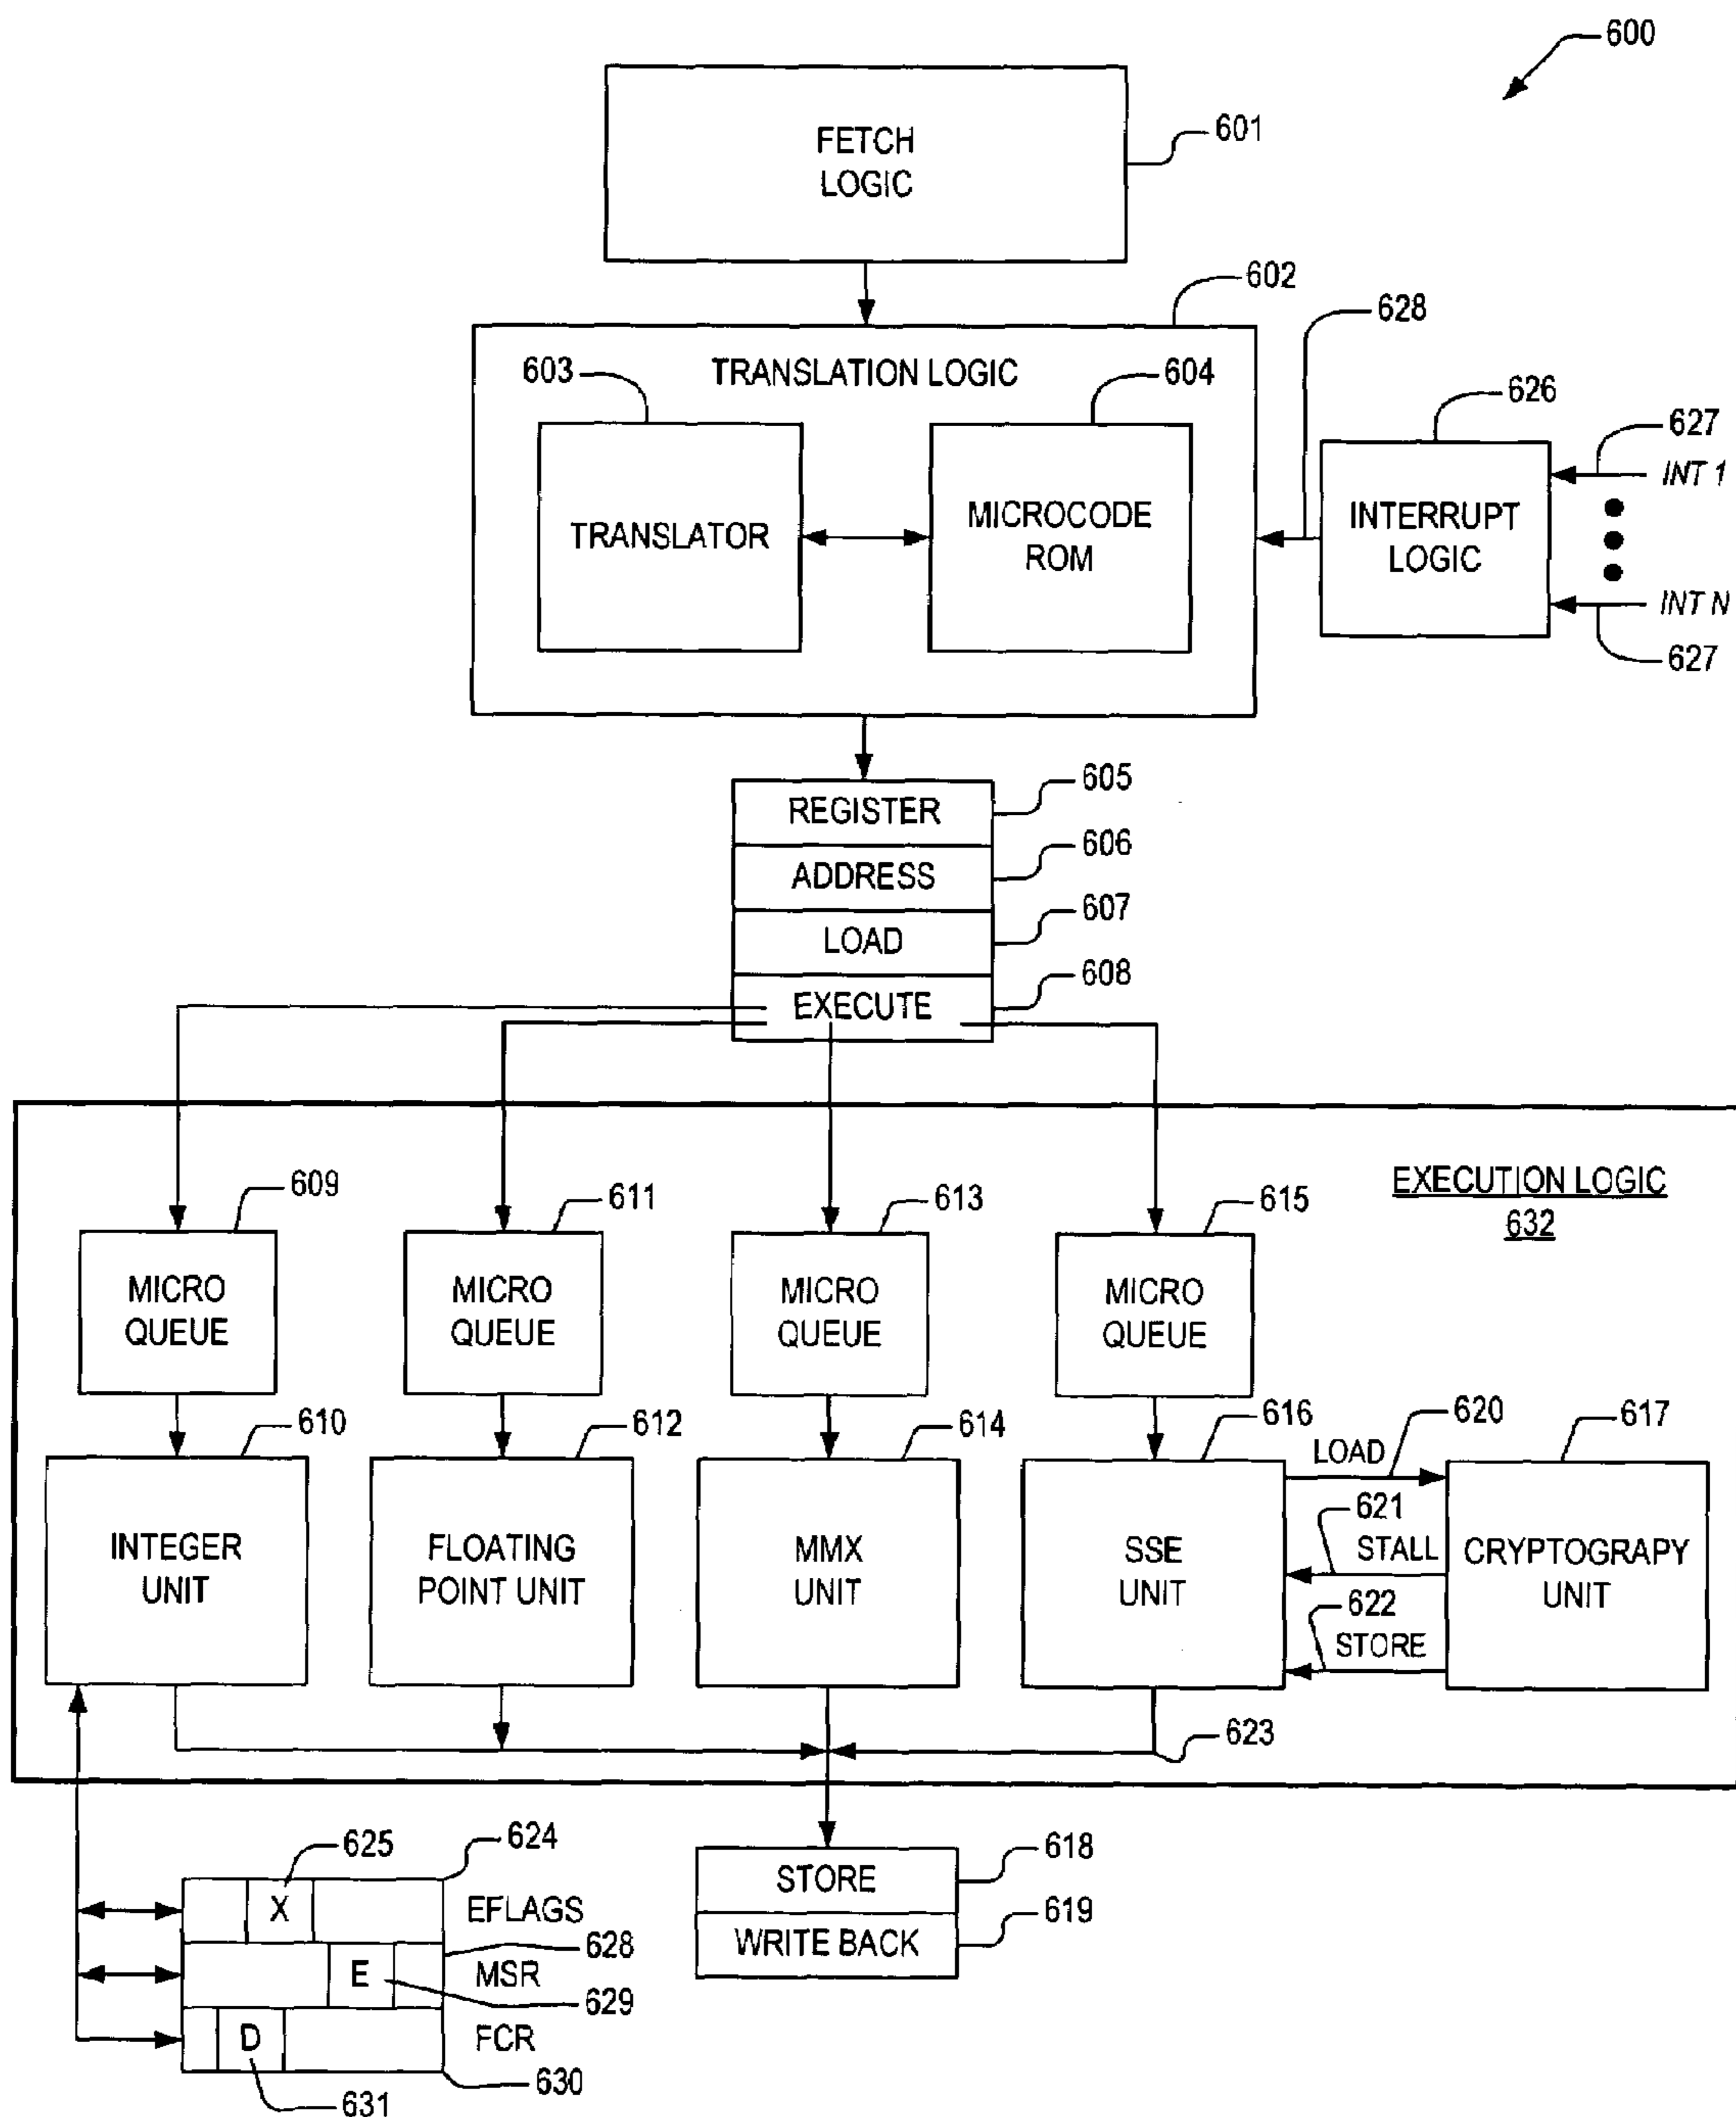 600
FETCH
LOGIC
601
602
628
TRANSLATION LOGIC
603
604
626
627
INT 1
TRANSLATOR
MICROCODE
ROM
INTERRUPT
LOGIC
INT N
627
REGISTER
605
ADDRESS
606
LOAD
607
EXECUTE
608
EXECUTION LOGIC
632
609
611
613
615
MICRO
QUEUE
MICRO
QUEUE
MICRO
QUEUE
MICRO
QUEUE
610
612
614
616
620
617
LOAD
INTEGER
UNIT
FLOATING
POINT UNIT
MMX
UNIT
SSE
UNIT
621
STALL
622
STORE
CRYPTOGRAPY
UNIT
623
625
624
X
EFLAGS
628
E
MSR
629
D
FCR
630
631
STORE
618
WRITE BACK
619